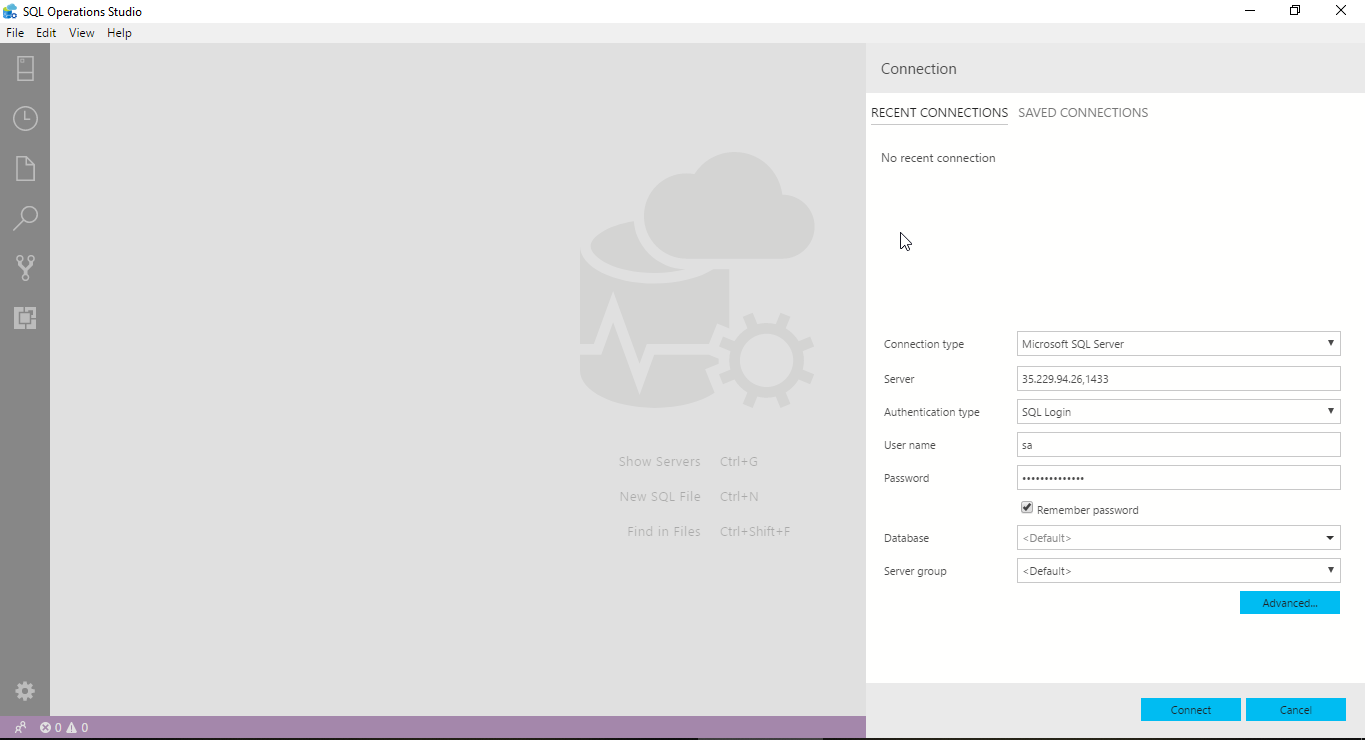 SQL Operations Studio
File Edit View Help
Connection
RECENT CONNECTIONS SAVED CONNECTIONS
No recent connection
Connection type Microsoft SQL Server
Server 35.229.94.26,1433
Authentication type SQL Login
User name sa
Password ••••••••••••••
Remember password
Database <Default>
Server group <Default>
Advanced...
Show Servers Ctrl+G
New SQL File Ctrl+N
Find in Files Ctrl+Shift+F
Connect Cancel
0 0